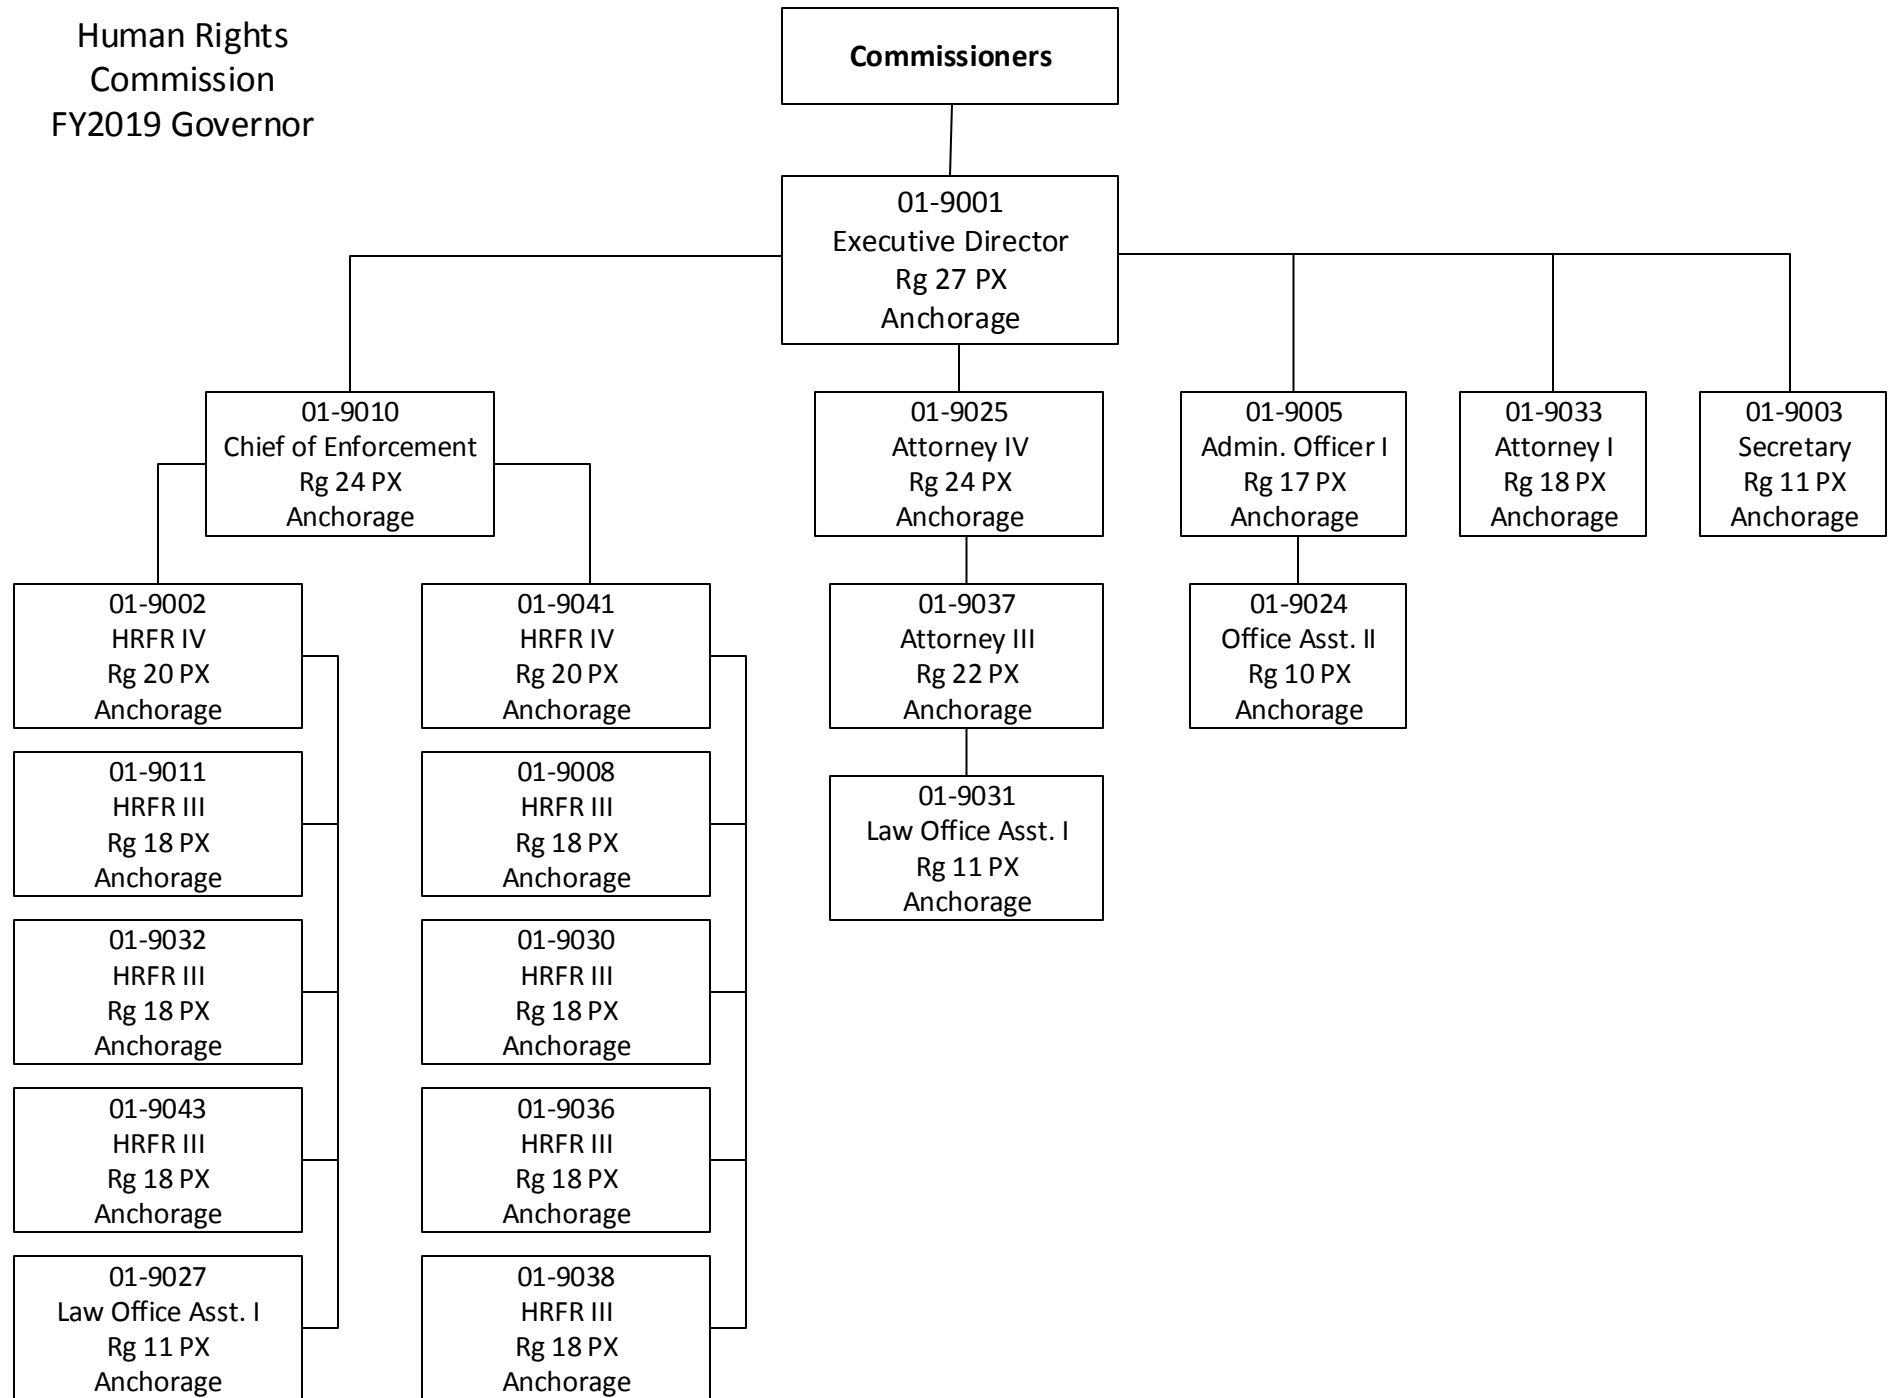 Human Rights
Commission
FY2019 Governor
Commissioners
01-9001
Executive Director
Rg 27 PX
Anchorage
01-9010
Chief of Enforcement
Rg 24 PX
Anchorage
01-9025
Attorney IV
Rg 24 PX
Anchorage
01-9005
Admin. Officer I
Rg 17 PX
Anchorage
01-9033
Attorney I
Rg 18 PX
Anchorage
01-9003
Secretary
Rg 11 PX
Anchorage
01-9002
HRFR IV
Rg 20 PX
Anchorage
01-9041
HRFR IV
Rg 20 PX
Anchorage
01-9037
Attorney III
Rg 22 PX
Anchorage
01-9024
Office Asst. II
Rg 10 PX
Anchorage
01-9011
HRFR III
Rg 18 PX
Anchorage
01-9008
HRFR III
Rg 18 PX
Anchorage
01-9031
Law Office Asst. I
Rg 11 PX
Anchorage
01-9032
HRFR III
Rg 18 PX
Anchorage
01-9030
HRFR III
Rg 18 PX
Anchorage
01-9043
HRFR III
Rg 18 PX
Anchorage
01-9036
HRFR III
Rg 18 PX
Anchorage
01-9027
Law Office Asst. I
Rg 11 PX
Anchorage
01-9038
HRFR III
Rg 18 PX
Anchorage